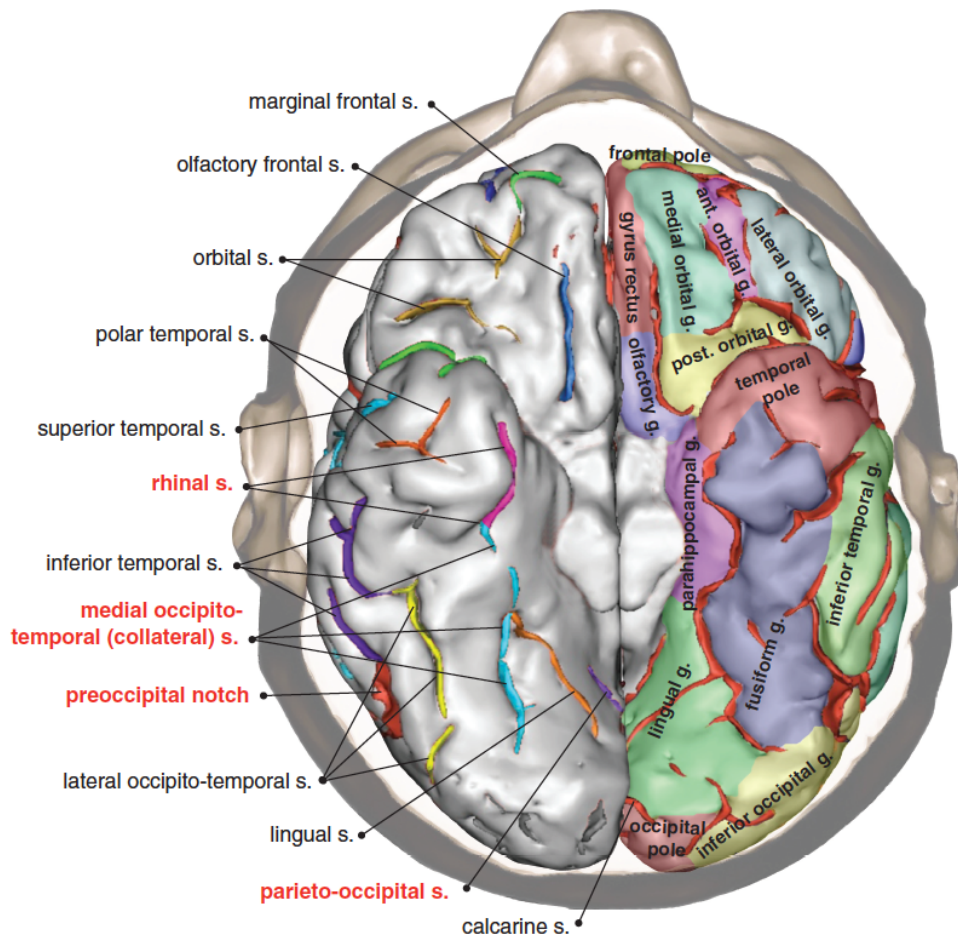 marginal frontal s.
olfactory frontal s.
orbital s.
polar temporal s.
superior temporal s.
rhinal s.
inferior temporal s.
medial occipito-
temporal (collateral) s.
preoccipital notch
lateral occipito-temporal s.
lingual s.
parieto-occipital s.
calcarine s.
frontal pole
gyrus rectus
medial orbital g.
ant. orbital g.
lateral orbital g.
olfactory g.
post. orbital g.
temporal
pole
parahippocampal g.
inferior temporal g.
fusiform g.
lingual g.
inferior occipital g.
occipital
pole